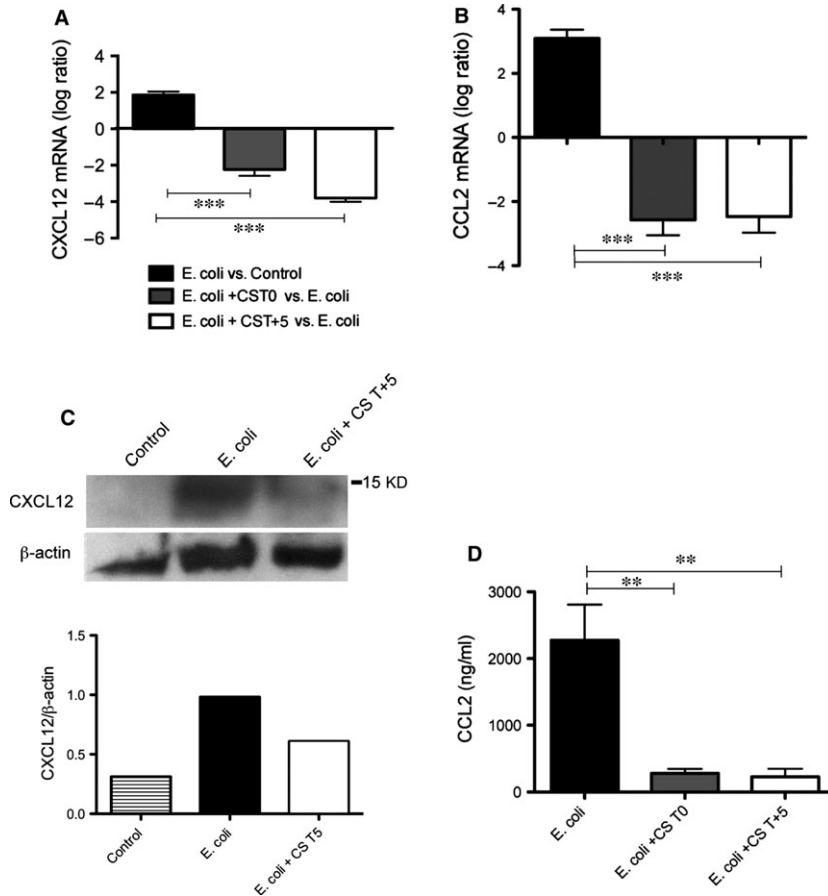 A
CXCL12 mRNA (log ratio)
4
2
0
−2
−4
−6
***
***
E. coli vs. Control
E. coli +CST0 vs. E. coli
E. coli + CST+5 vs. E. coli
B
CCL2 mRNA (log ratio)
4
2
0
−2
−4
***
***
C
Control
E. coli
E. coli + CS T+5
15 KD
CXCL12
β-actin
CXCL12/β-actin
1.5
1.0
0.5
0.0
Control
E. coli
E. coli + CS T5
D
CCL2 (ng/ml)
3000
2000
1000
0
**
**
E. coli
E. coli +CS T0
E. coli +CS T+5